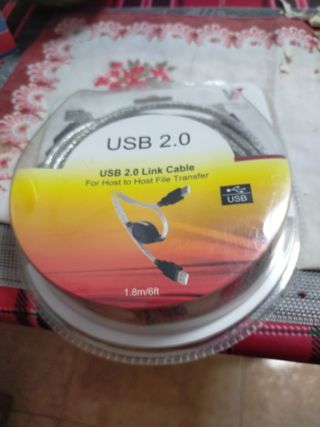 USB 2.0
USB 2.0 Link Cable
For Host to Host File Transfer
USB
1.8m/6ft